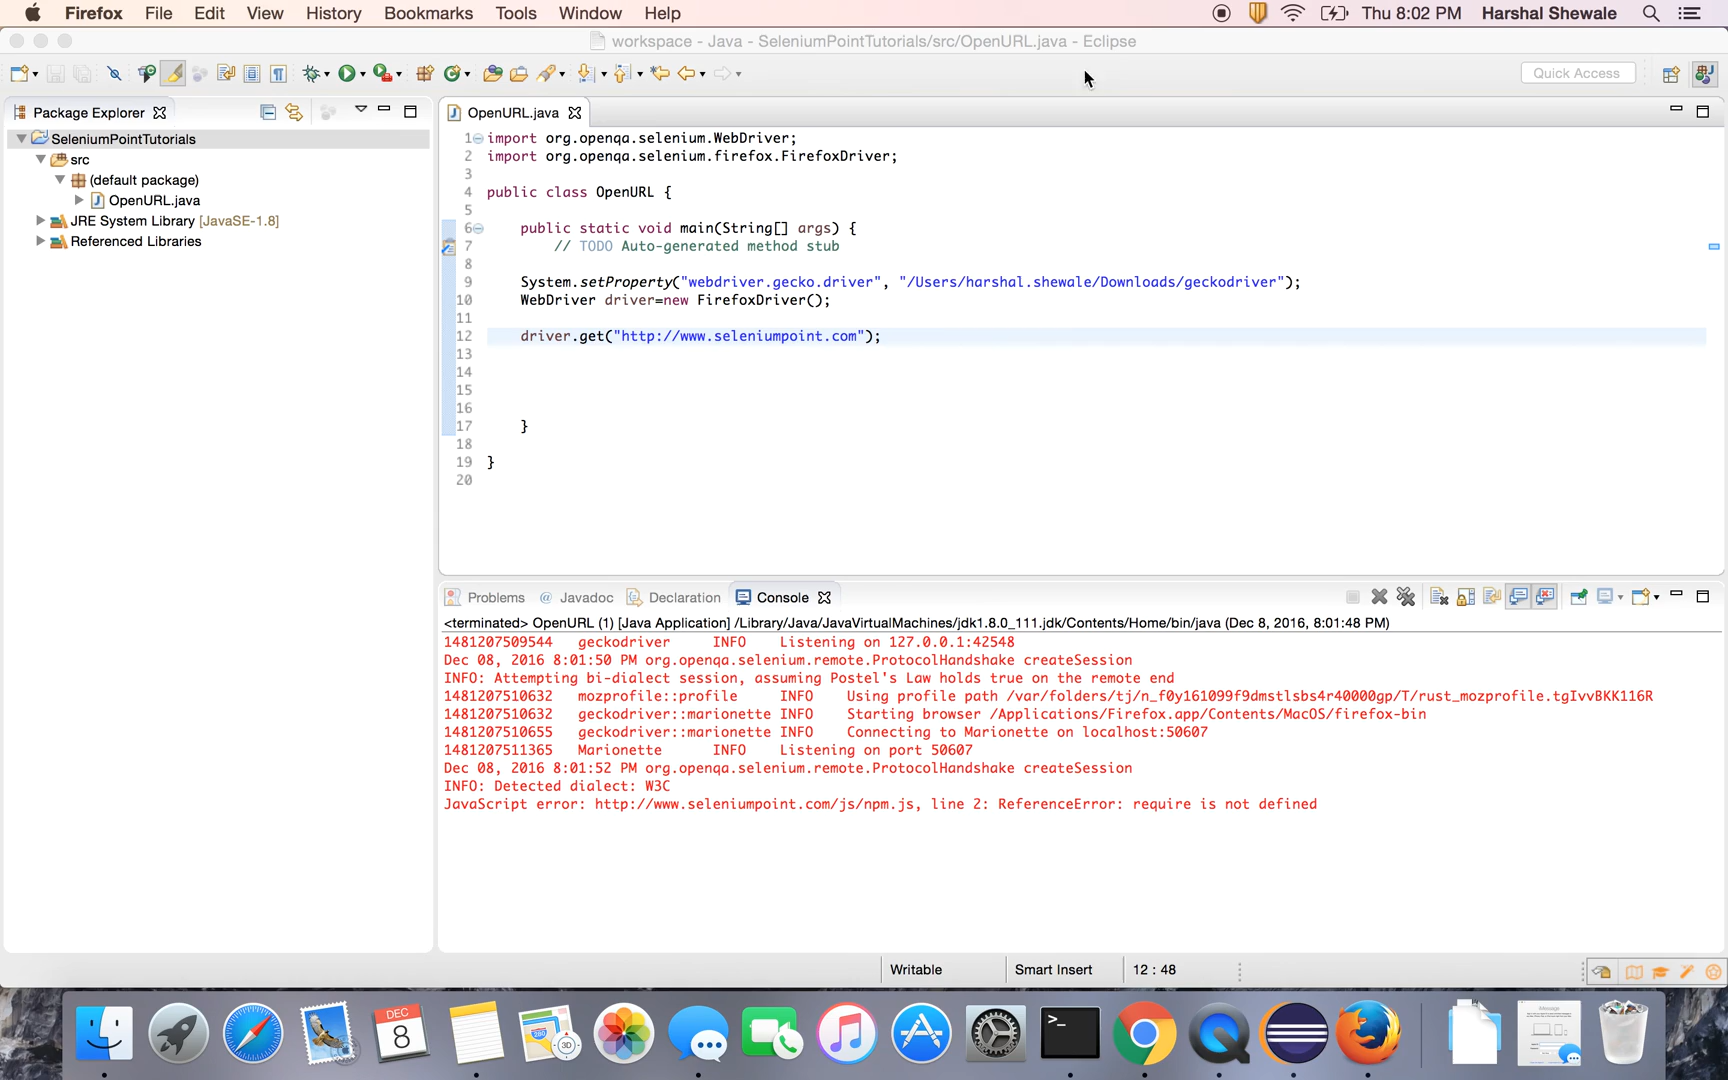 Firefox File Edit View History Bookmarks Tools Window Help Thu 8:02 PM Harshal Shewale
workspace - Java - SeleniumPointTutorials/src/OpenURL.java - Eclipse
Quick Access
Package Explorer
SeleniumPointTutorials
src
(default package)
OpenURL.java
JRE System Library [JavaSE-1.8]
Referenced Libraries
OpenURL.java
1 import org.openqa.selenium.WebDriver;
2 import org.openqa.selenium.firefox.FirefoxDriver;
3
4 public class OpenURL {
5
6 public static void main(String[] args) {
7 // TODO Auto-generated method stub
8
9 System.setProperty("webdriver.gecko.driver", "/Users/harshal.shewale/Downloads/geckodriver");
10 WebDriver driver=new FirefoxDriver();
11
12 driver.get("http://www.seleniumpoint.com");
13
14
15
16
17 }
18
19 }
20
Problems @ Javadoc Declaration Console
<terminated> OpenURL (1) [Java Application] /Library/Java/JavaVirtualMachines/jdk1.8.0_111.jdk/Contents/Home/bin/java (Dec 8, 2016, 8:01:48 PM)
1481207509544 geckodriver INFO Listening on 127.0.0.1:42548
Dec 08, 2016 8:01:50 PM org.openqa.selenium.remote.ProtocolHandshake createSession
INFO: Attempting bi-dialect session, assuming Postel's Law holds true on the remote end
1481207510632 mozprofile::profile INFO Using profile path /var/folders/tj/n_f0y161099f9dmstlsbs4r40000gp/T/rust_mozprofile.tgIvvBKK116R
1481207510632 geckodriver::marionette INFO Starting browser /Applications/Firefox.app/Contents/MacOS/firefox-bin
1481207510655 geckodriver::marionette INFO Connecting to Marionette on localhost:50607
1481207511365 Marionette INFO Listening on port 50607
Dec 08, 2016 8:01:52 PM org.openqa.selenium.remote.ProtocolHandshake createSession
INFO: Detected dialect: W3C
JavaScript error: http://www.seleniumpoint.com/js/npm.js, line 2: ReferenceError: require is not defined
Writable Smart Insert 12 : 48
DEC
8
280
3D
>_